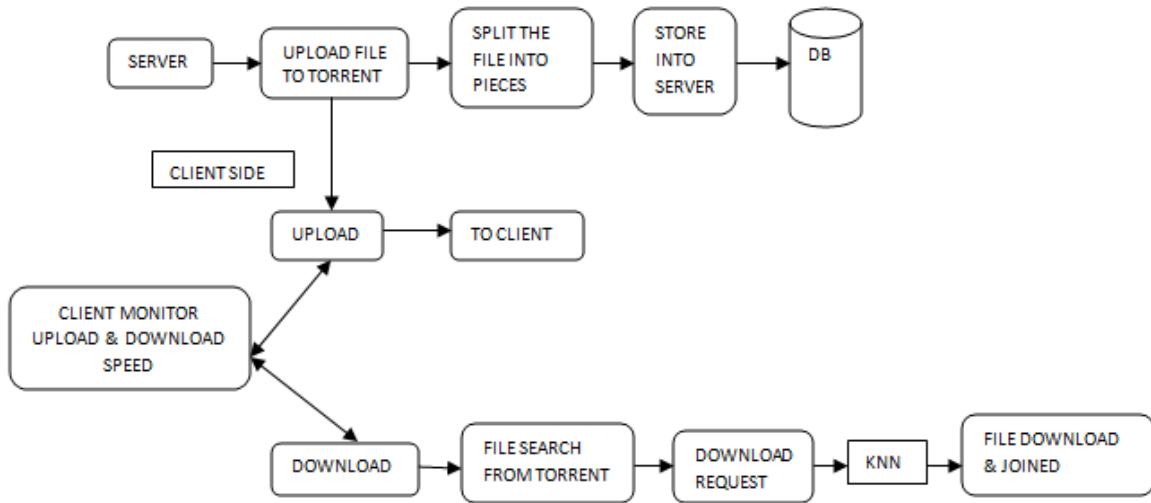 SERVER
UPLOAD FILE
TO TORRENT
SPLIT THE
FILE INTO
PIECES
STORE
INTO
SERVER
DB
CLIENT SIDE
UPLOAD
TO CLIENT
CLIENT MONITOR
UPLOAD & DOWNLOAD
SPEED
DOWNLOAD
FILE SEARCH
FROM TORRENT
DOWNLOAD
REQUEST
KNN
FILE DOWNLOAD
& JOINED